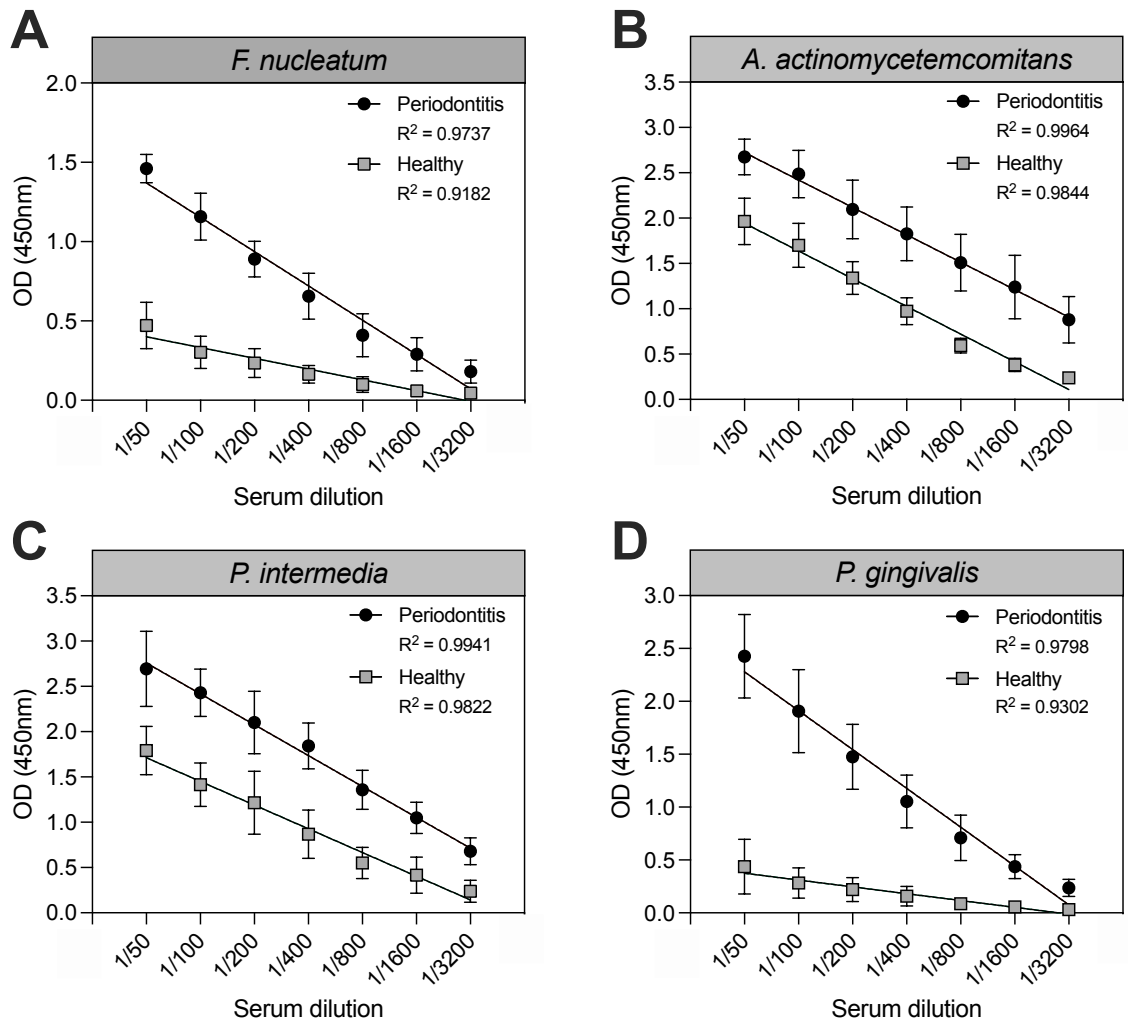 A
F. nucleatum
2.0
1.5
1.0
0.5
0.0
OD (450nm)
Periodontitis
R² = 0.9737
Healthy
R² = 0.9182
1/50
1/100
1/200
1/400
1/800
1/1600
1/3200
Serum dilution
B
A. actinomycetemcomitans
3.5
3.0
2.5
2.0
1.5
1.0
0.5
0.0
OD (450nm)
Periodontitis
R² = 0.9964
Healthy
R² = 0.9844
1/50
1/100
1/200
1/400
1/800
1/1600
1/3200
Serum dilution
C
P. intermedia
3.5
3.0
2.5
2.0
1.5
1.0
0.5
0.0
OD (450nm)
Periodontitis
R² = 0.9941
Healthy
R² = 0.9822
1/50
1/100
1/200
1/400
1/800
1/1600
1/3200
Serum dilution
D
P. gingivalis
3.0
2.5
2.0
1.5
1.0
0.5
0.0
OD (450nm)
Periodontitis
R² = 0.9798
Healthy
R² = 0.9302
1/50
1/100
1/200
1/400
1/800
1/1600
1/3200
Serum dilution